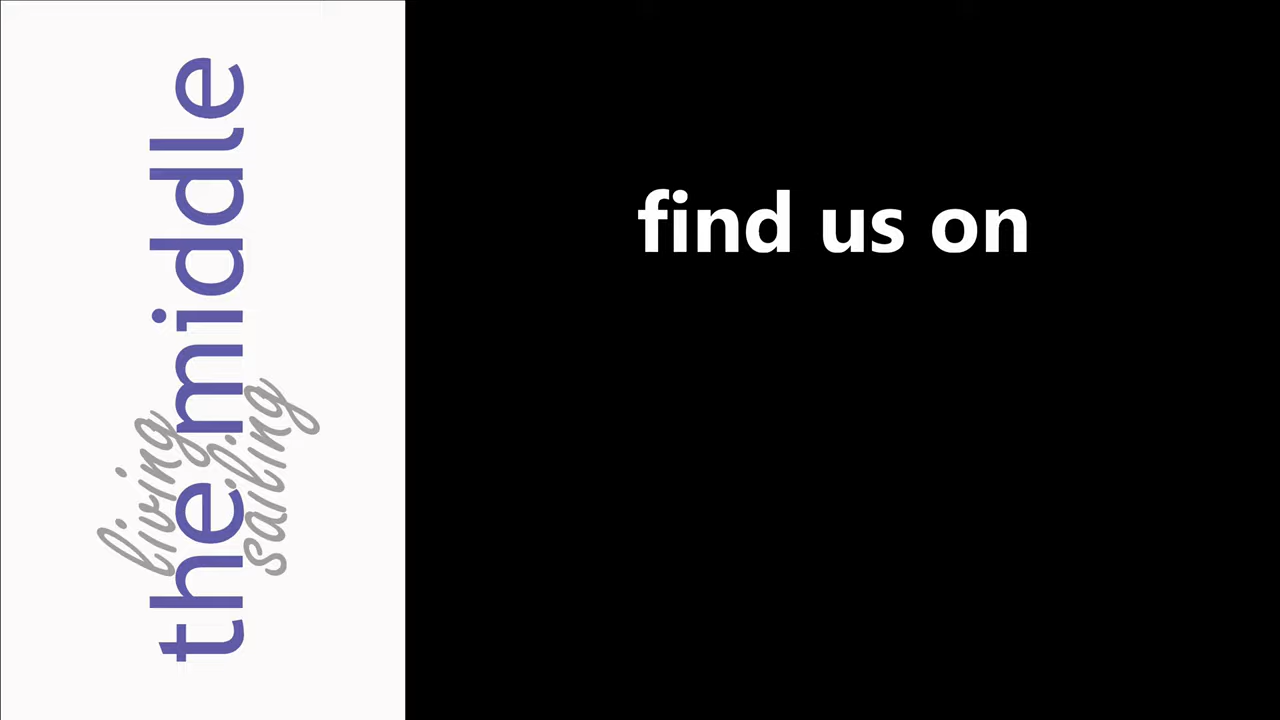 the middle
living
sailing
find us on